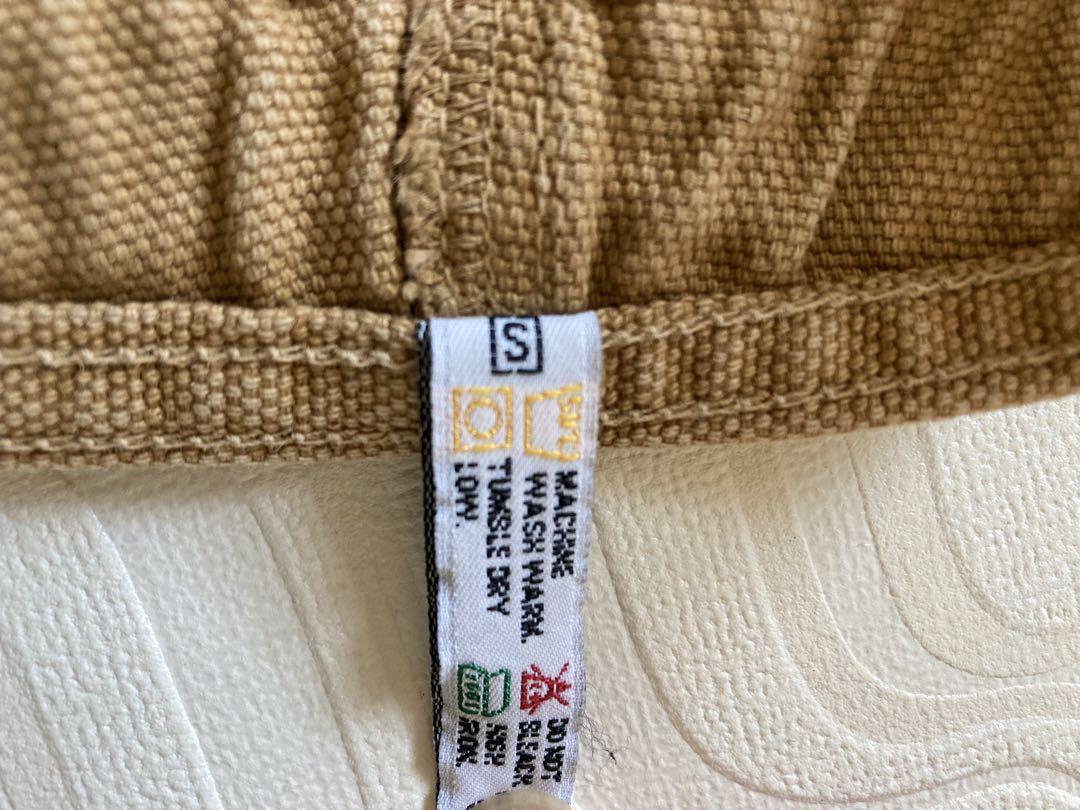 S
MACHINE
WASH WARM.
TUMBLE DRY
LOW.
DO NOT
BLEACH
HIGH
IRON.